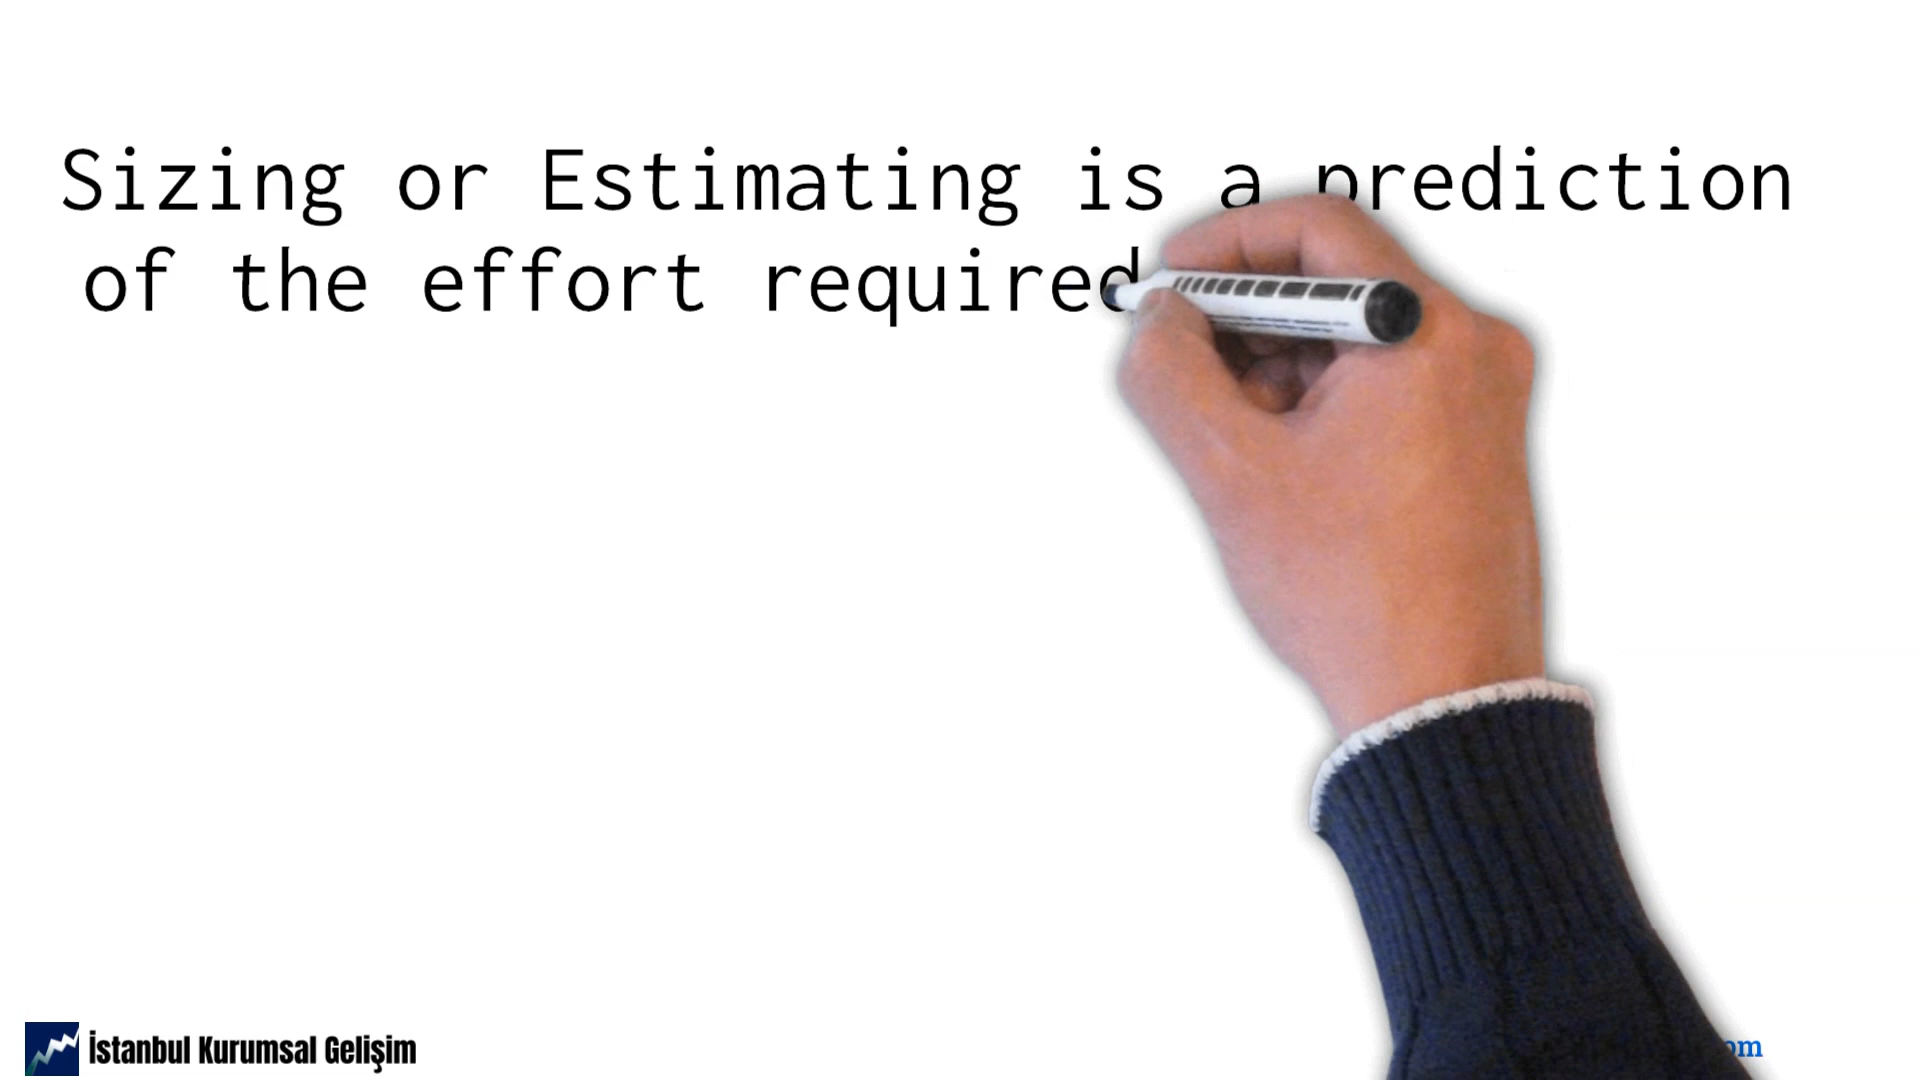 Sizing or Estimating is a prediction
of the effort required
İstanbul Kurumsal Gelişim